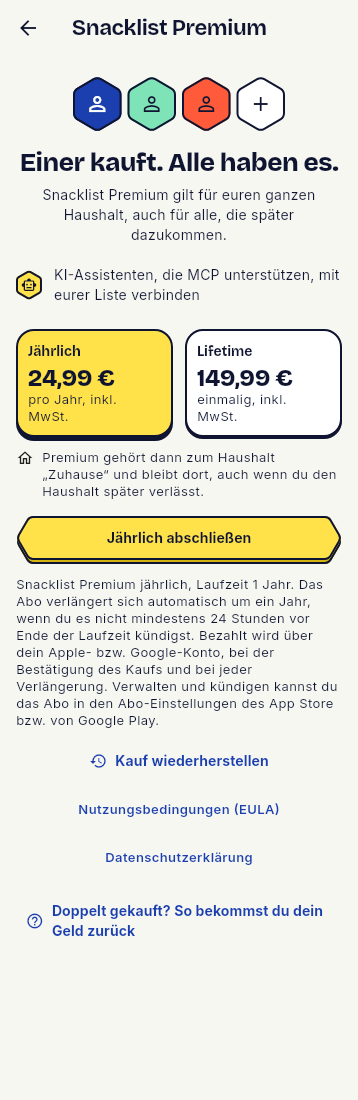 Snacklist Premium
Einer kauft. Alle haben es.
Snacklist Premium gilt für euren ganzen
Haushalt, auch für alle, die später
dazukommen.
KI-Assistenten, die MCP unterstützen, mit
eurer Liste verbinden
Jährlich
24,99 €
pro Jahr, inkl.
MwSt.
Lifetime
149,99 €
einmalig, inkl.
MwSt.
Premium gehört dann zum Haushalt
„Zuhause“ und bleibt dort, auch wenn du den
Haushalt später verlässt.
Jährlich abschließen
Snacklist Premium jährlich, Laufzeit 1 Jahr. Das
Abo verlängert sich automatisch um ein Jahr,
wenn du es nicht mindestens 24 Stunden vor
Ende der Laufzeit kündigst. Bezahlt wird über
dein Apple- bzw. Google-Konto, bei der
Bestätigung des Kaufs und bei jeder
Verlängerung. Verwalten und kündigen kannst du
das Abo in den Abo-Einstellungen des App Store
bzw. von Google Play.
Kauf wiederherstellen
Nutzungsbedingungen (EULA)
Datenschutzerklärung
Doppelt gekauft? So bekommst du dein
Geld zurück